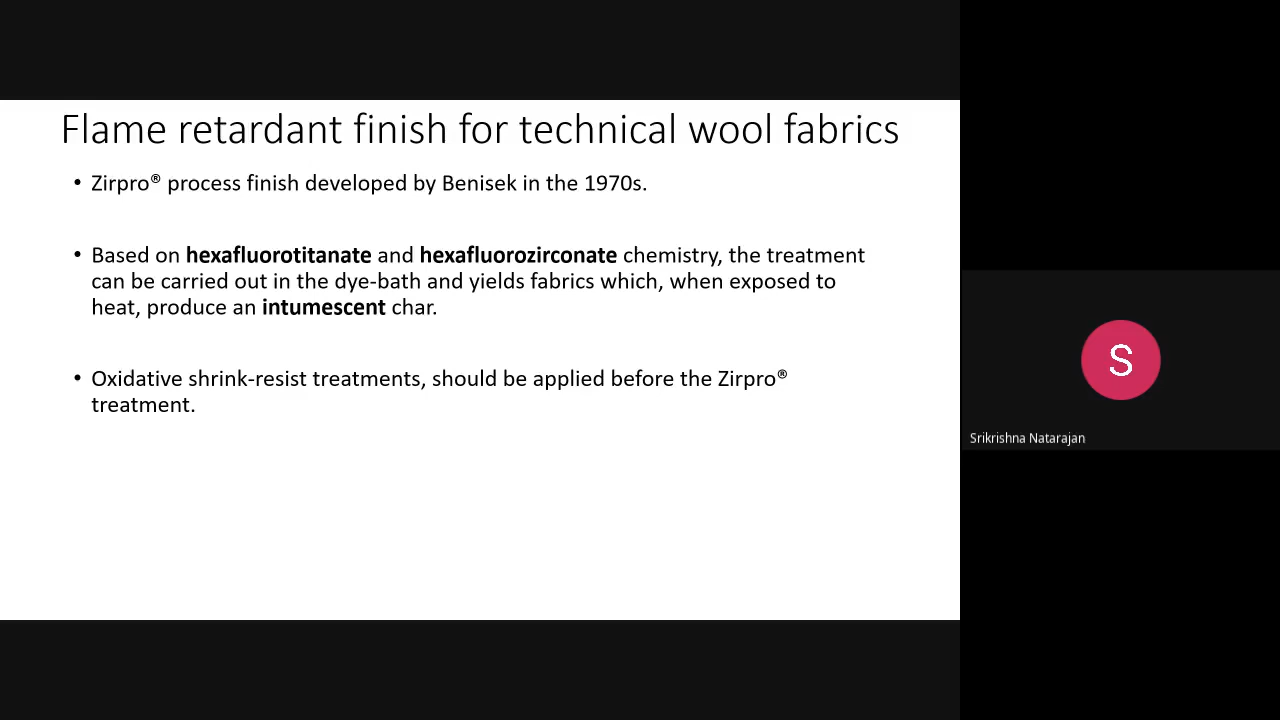 Flame retardant finish for technical wool fabrics
• Zirpro® process finish developed by Benisek in the 1970s.
• Based on hexafluorotitanate and hexafluorozirconate chemistry, the treatment
can be carried out in the dye-bath and yields fabrics which, when exposed to
heat, produce an intumescent char.
• Oxidative shrink-resist treatments, should be applied before the Zirpro®
treatment.
S
Srikrishna Natarajan